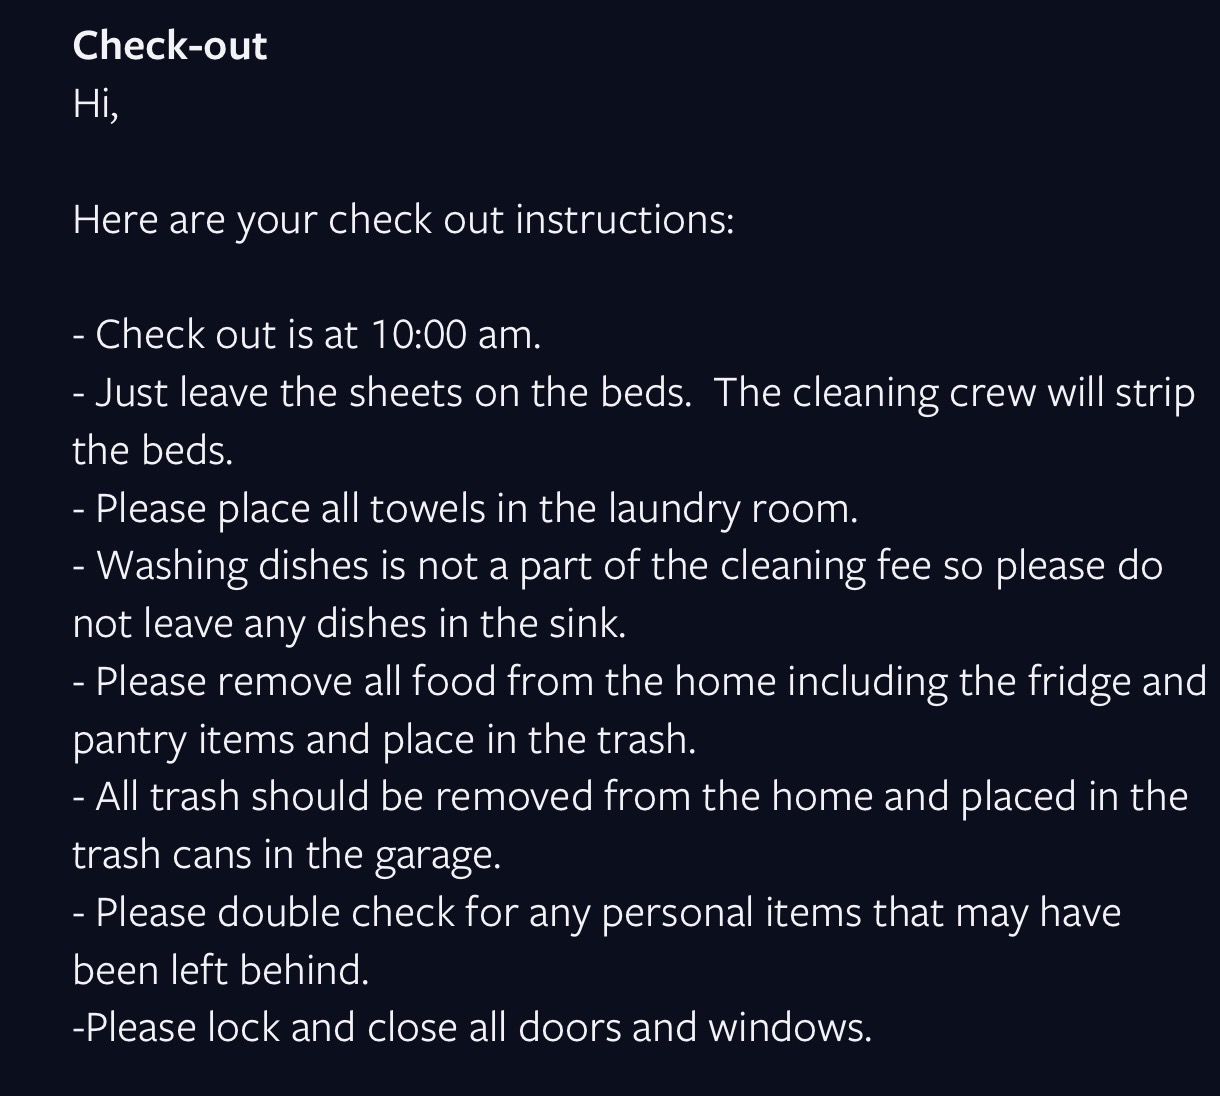 Check-out
Hi,
Here are your check out instructions:
- Check out is at 10:00 am.
- Just leave the sheets on the beds.  The cleaning crew will strip
the beds.
- Please place all towels in the laundry room.
- Washing dishes is not a part of the cleaning fee so please do
not leave any dishes in the sink.
- Please remove all food from the home including the fridge and
pantry items and place in the trash.
- All trash should be removed from the home and placed in the
trash cans in the garage.
- Please double check for any personal items that may have
been left behind.
-Please lock and close all doors and windows.